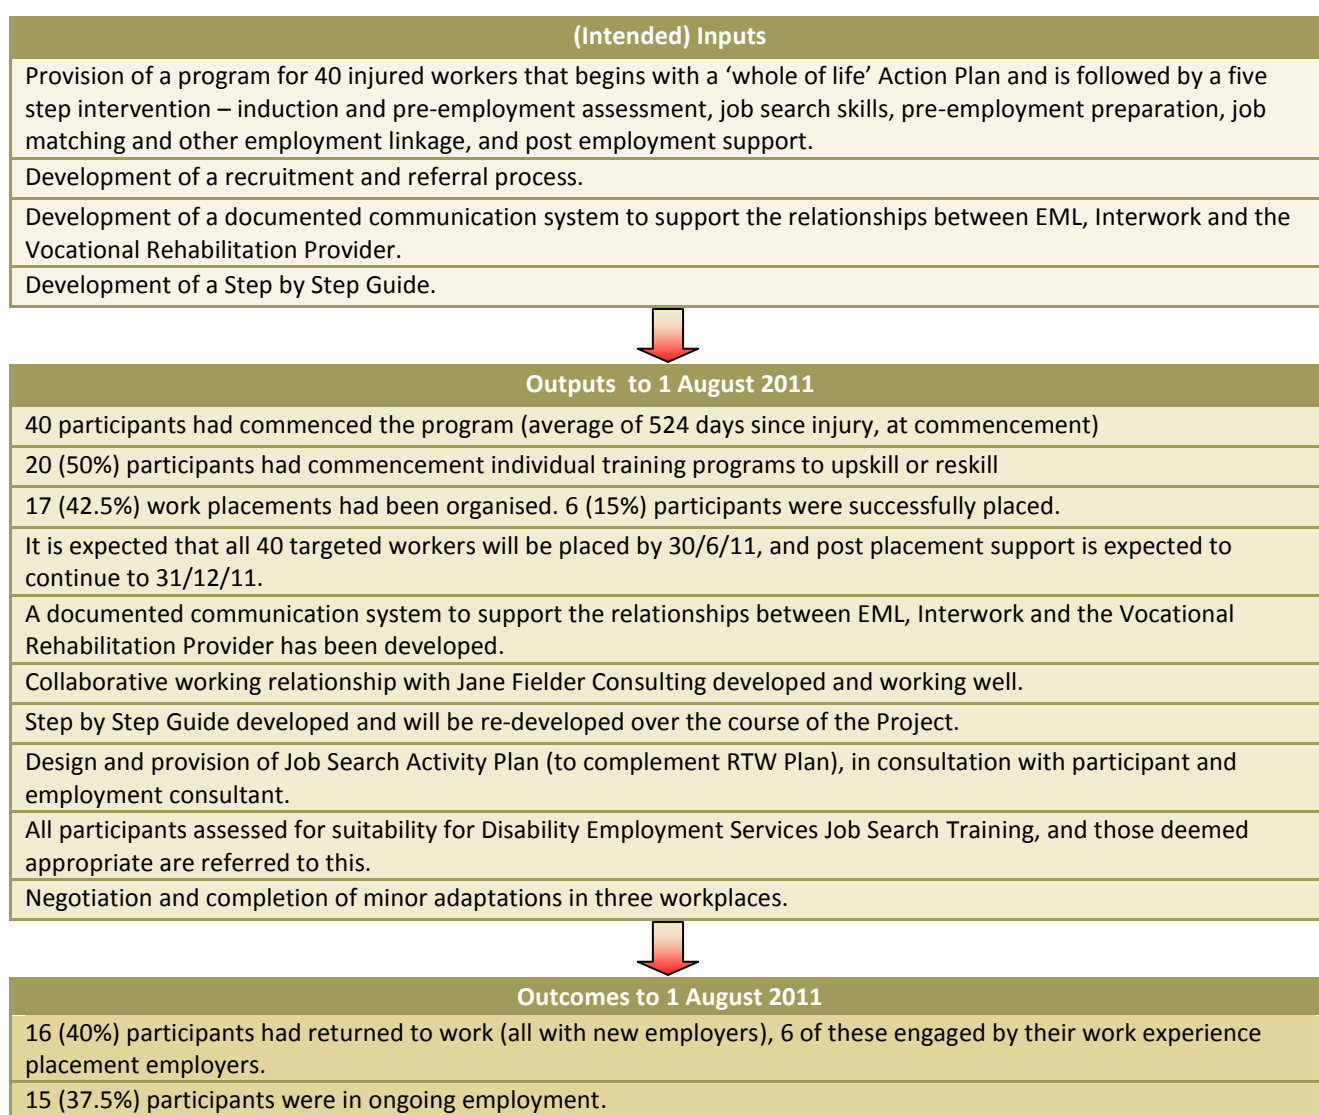 (Intended) Inputs
Provision of a program for 40 injured workers that begins with a ‘whole of life’ Action Plan and is followed by a five
step intervention – induction and pre-employment assessment, job search skills, pre-employment preparation, job
matching and other employment linkage, and post employment support.
Development of a recruitment and referral process.
Development of a documented communication system to support the relationships between EML, Interwork and the
Vocational Rehabilitation Provider.
Development of a Step by Step Guide.
Outputs to 1 August 2011
40 participants had commenced the program (average of 524 days since injury, at commencement)
20 (50%) participants had commencement individual training programs to upskill or reskill
17 (42.5%) work placements had been organised. 6 (15%) participants were successfully placed.
It is expected that all 40 targeted workers will be placed by 30/6/11, and post placement support is expected to
continue to 31/12/11.
A documented communication system to support the relationships between EML, Interwork and the Vocational
Rehabilitation Provider has been developed.
Collaborative working relationship with Jane Fielder Consulting developed and working well.
Step by Step Guide developed and will be re-developed over the course of the Project.
Design and provision of Job Search Activity Plan (to complement RTW Plan), in consultation with participant and
employment consultant.
All participants assessed for suitability for Disability Employment Services Job Search Training, and those deemed
appropriate are referred to this.
Negotiation and completion of minor adaptations in three workplaces.
Outcomes to 1 August 2011
16 (40%) participants had returned to work (all with new employers), 6 of these engaged by their work experience
placement employers.
15 (37.5%) participants were in ongoing employment.